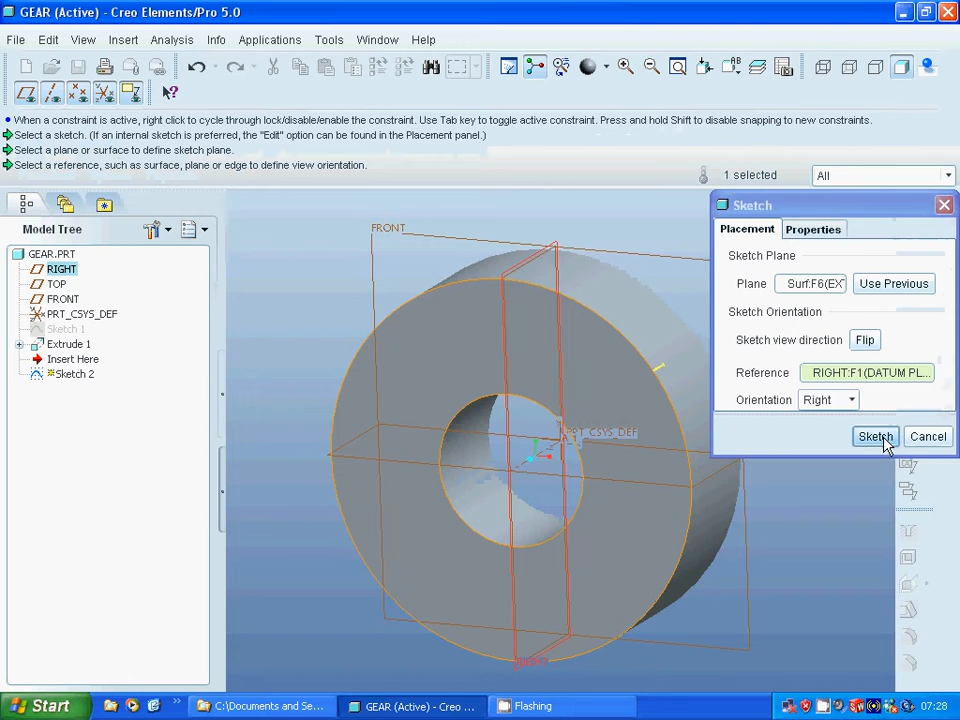 GEAR (Active) - Creo Elements/Pro 5.0
File Edit View Insert Analysis Info Applications Tools Window Help
When a constraint is active, right click to cycle through lock/disable/enable the constraint. Use Tab key to toggle active constraint. Press and hold Shift to disable snapping to new constraints.
Select a sketch. (If an internal sketch is preferred, the "Edit" option can be found in the Placement panel.)
Select a plane or surface to define sketch plane.
Select a reference, such as surface, plane or edge to define view orientation.
1 selected
All
Model Tree
GEAR.PRT
RIGHT
TOP
FRONT
PRT_CSYS_DEF
Sketch 1
Extrude 1
Insert Here
Sketch 2
FRONT
PRT_CSYS_DEF
RIGHT
Sketch
Placement Properties
Sketch Plane
Plane Surf:F6(EXT Use Previous
Sketch Orientation
Sketch view direction Flip
Reference RIGHT:F1(DATUM PL...
Orientation Right
Sketch Cancel
Start
C:\Documents and Se...
GEAR (Active) - Creo ...
Flashing
07:28